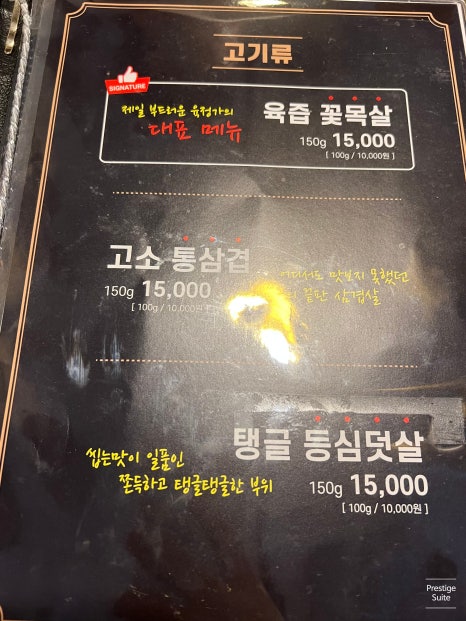 고기류
SIGNATURE
제일 부드러운 육정가의
대표 메뉴
육즙 꽃목살
150g 15,000
[ 100g / 10,000원 ]
고소 통삼겹
150g 15,000
[ 100g / 10,000원 ]
맛보지 못했던
끝판 삼겹살
탱글 동심덧살
씹는맛이 일품인
쫀득하고 탱글탱글한 부위
150g 15,000
[ 100g / 10,000원 ]
Prestige
Suite